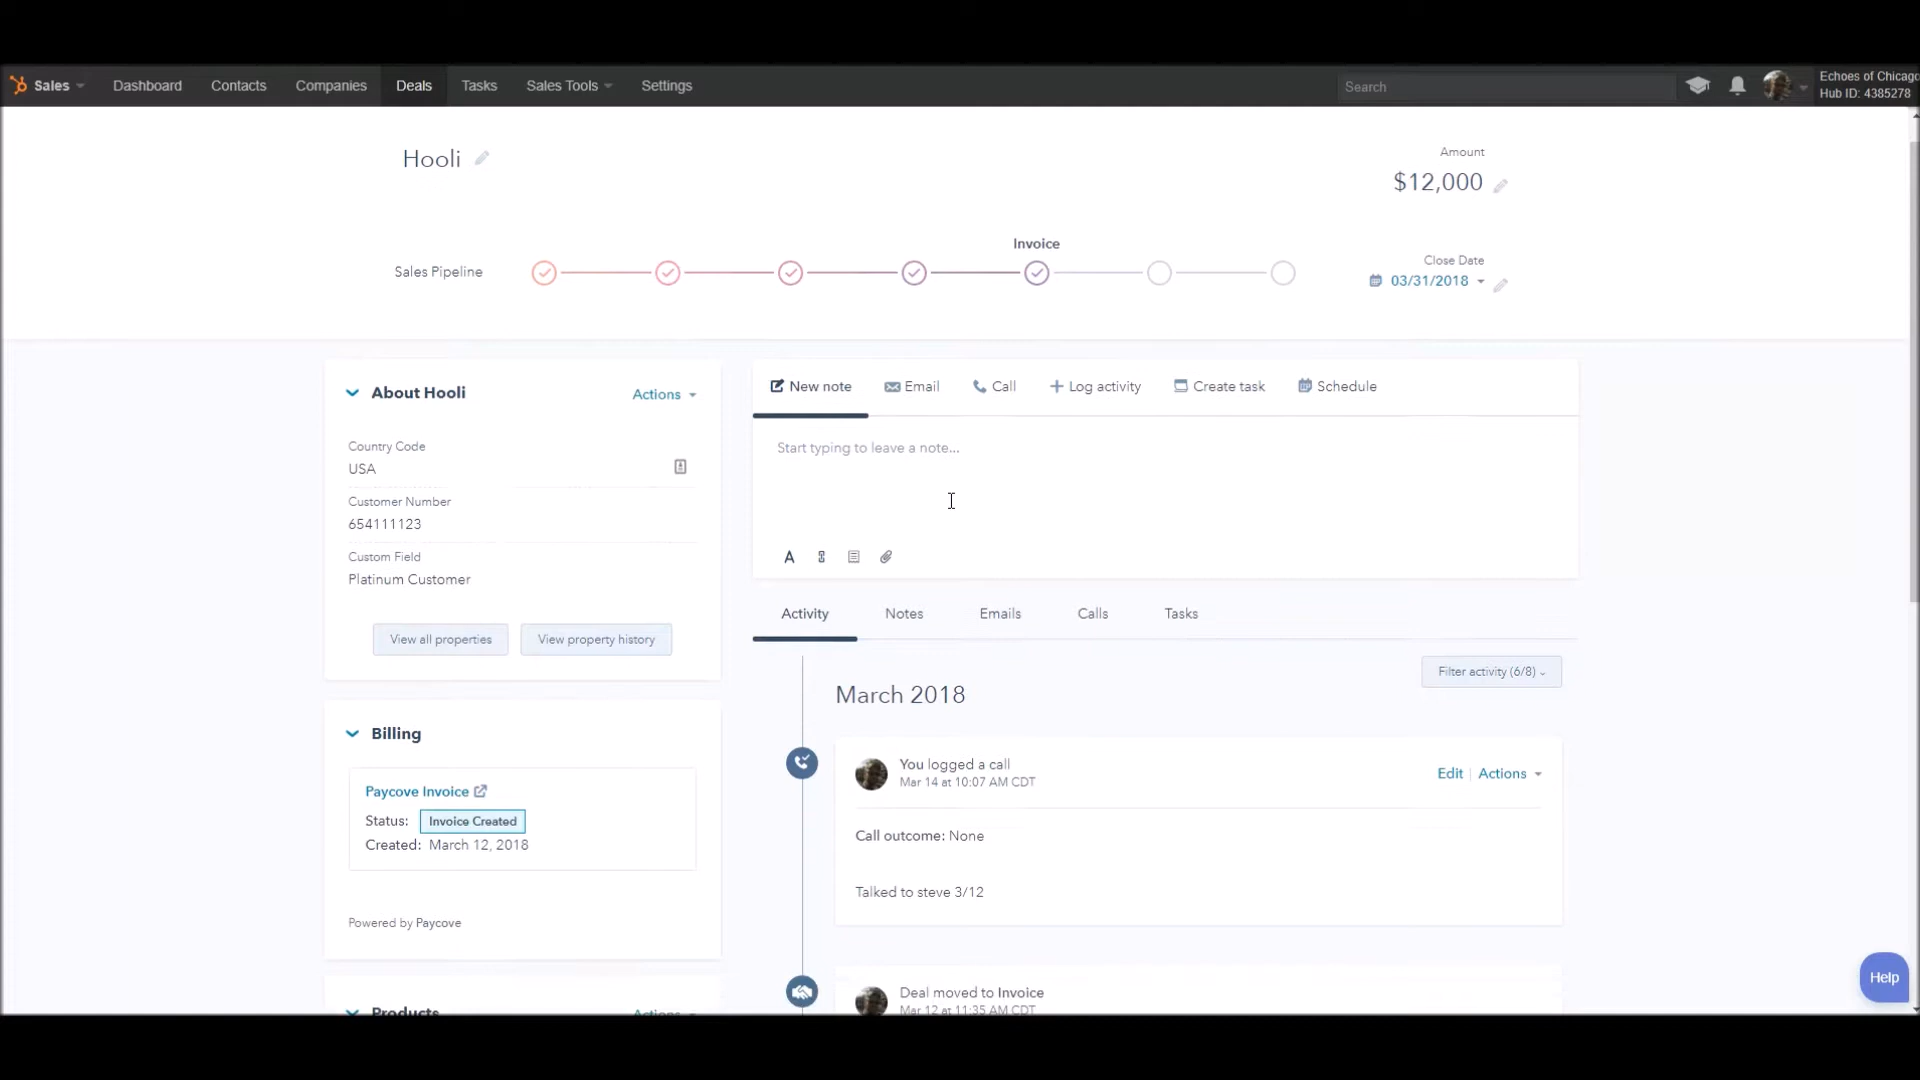 Sales Dashboard Contacts Companies Deals Tasks Sales Tools Settings Search
Echoes of Chicago
Hub ID: 4385278
Hooli
Amount
$12,000
Invoice
Sales Pipeline
Close Date
03/31/2018
About Hooli Actions
Country Code
USA
Customer Number
654111123
Custom Field
Platinum Customer
View all properties View property history
Billing
Paycove Invoice
Status: Invoice Created
Created: March 12, 2018
Powered by Paycove
Products Actions
New note Email Call Log activity Create task Schedule
Start typing to leave a note...
A
Activity Notes Emails Calls Tasks
Filter activity (6/8)
March 2018
You logged a call
Mar 14 at 10:07 AM CDT
Edit | Actions
Call outcome: None
Talked to steve 3/12
Deal moved to Invoice
Mar 12 at 11:35 AM CDT
Help